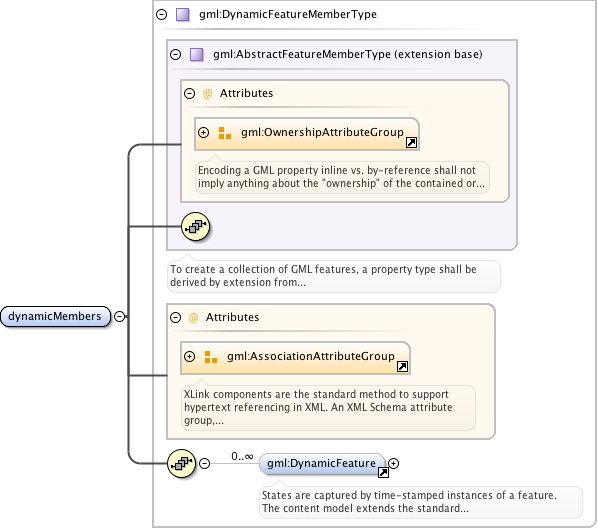 gml:DynamicFeatureMemberType
gml:AbstractFeatureMemberType (extension base)
@ Attributes
gml:OwnershipAttributeGroup
Encoding a GML property inline vs. by-reference shall not
imply anything about the "ownership" of the contained or...
To create a collection of GML features, a property type shall be
derived by extension from...
dynamicMembers
@ Attributes
gml:AssociationAttributeGroup
XLink components are the standard method to support
hypertext referencing in XML. An XML Schema attribute
group,...
0..∞
gml:DynamicFeature
States are captured by time-stamped instances of a feature.
The content model extends the standard...